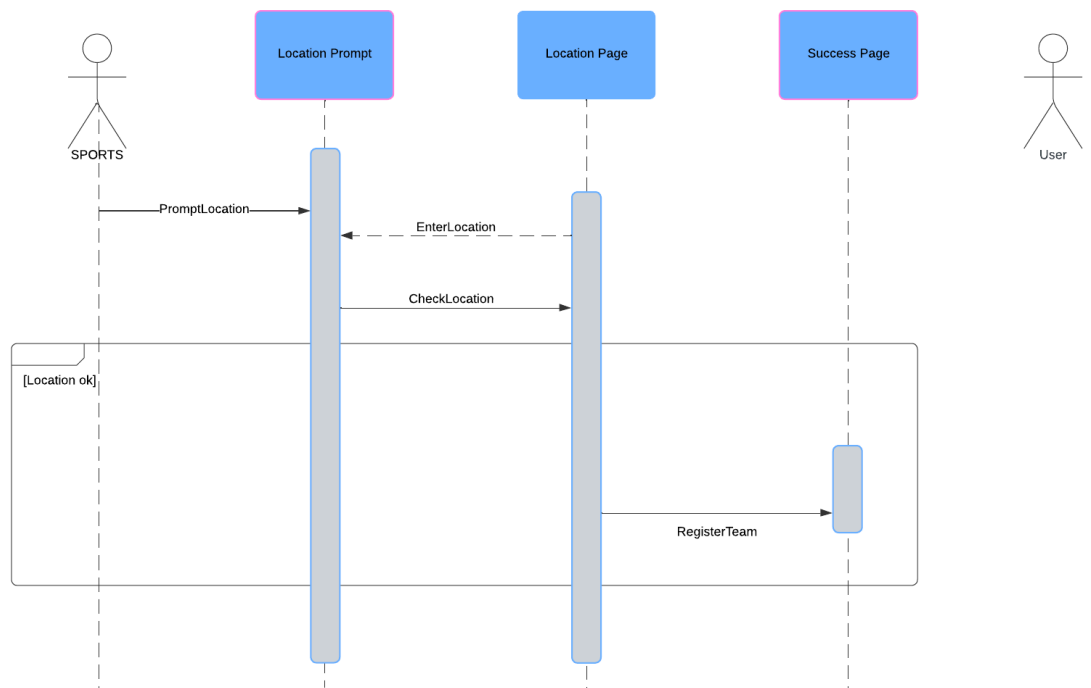 Location Prompt
Location Page
Success Page
SPORTS
User
PromptLocation
EnterLocation
CheckLocation
[Location ok]
RegisterTeam